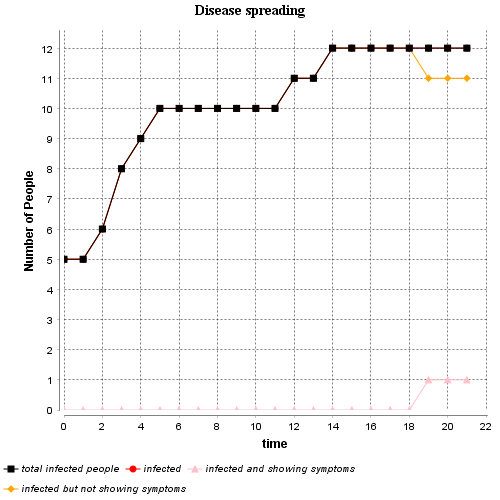 Disease spreading
12
11
10
9
8
7
6
5
4
3
2
1
0
Number of People
0 2 4 6 8 10 12 14 16 18 20 22
time
total infected people infected infected and showing symptoms
infected but not showing symptoms